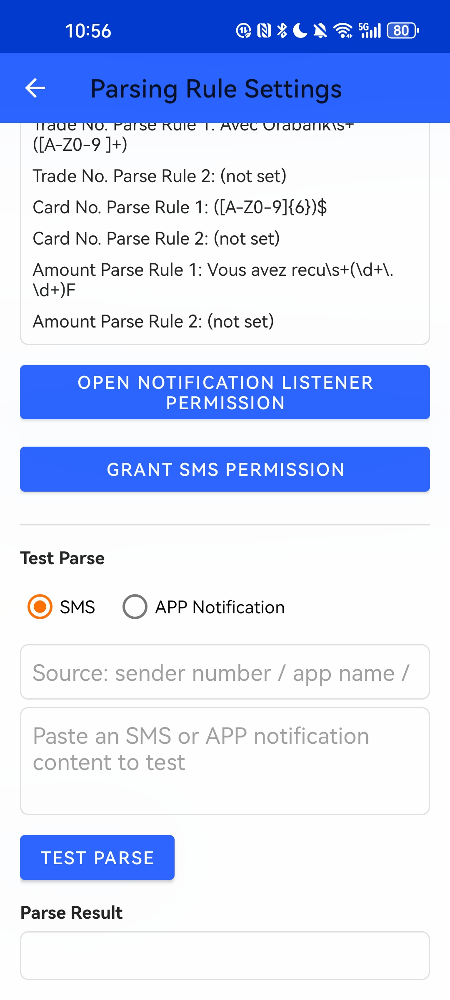 10:56
5G
80
Parsing Rule Settings
Trade No. Parse Rule 1: Avec Orabank\s+
([A-Z0-9 ]+)
Trade No. Parse Rule 2: (not set)
Card No. Parse Rule 1: ([A-Z0-9]{6})$
Card No. Parse Rule 2: (not set)
Amount Parse Rule 1: Vous avez recu\s+(\d+\.
\d+)F
Amount Parse Rule 2: (not set)
OPEN NOTIFICATION LISTENER
PERMISSION
GRANT SMS PERMISSION
Test Parse
SMS
APP Notification
Source: sender number / app name /
Paste an SMS or APP notification
content to test
TEST PARSE
Parse Result